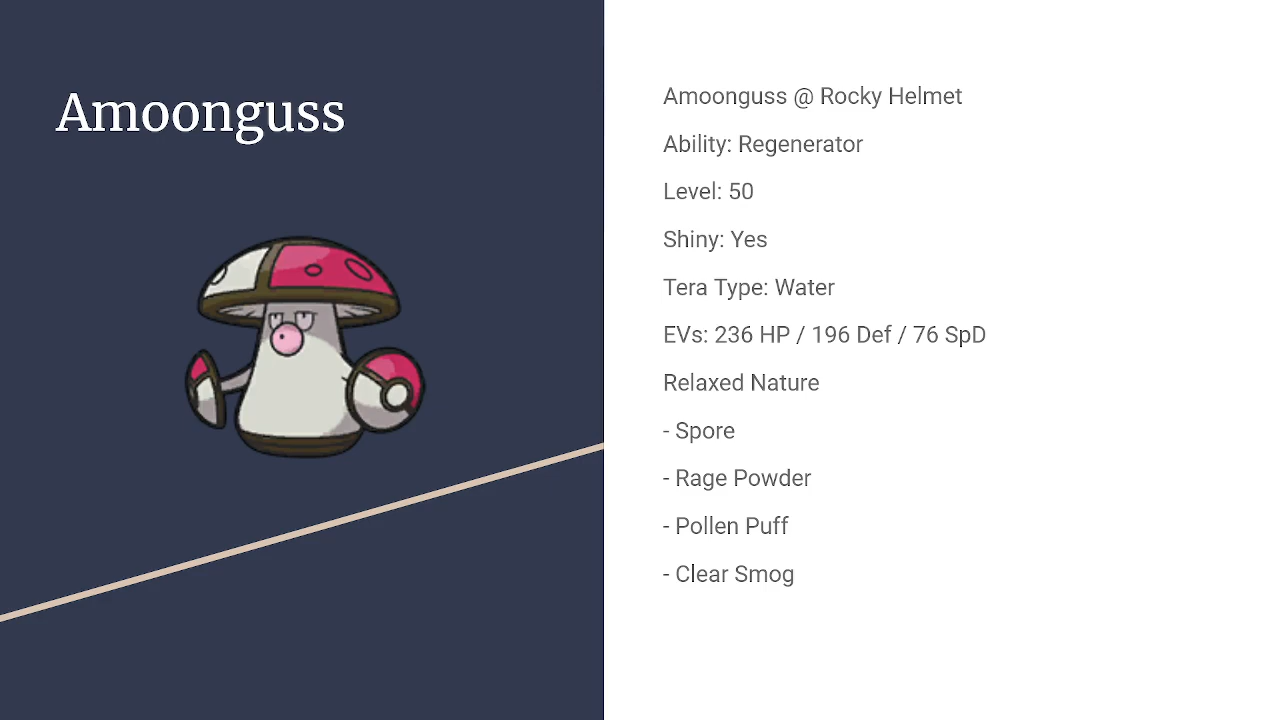 Amoonguss
Amoonguss @ Rocky Helmet
Ability: Regenerator
Level: 50
Shiny: Yes
Tera Type: Water
EVs: 236 HP / 196 Def / 76 SpD
Relaxed Nature
- Spore
- Rage Powder
- Pollen Puff
- Clear Smog